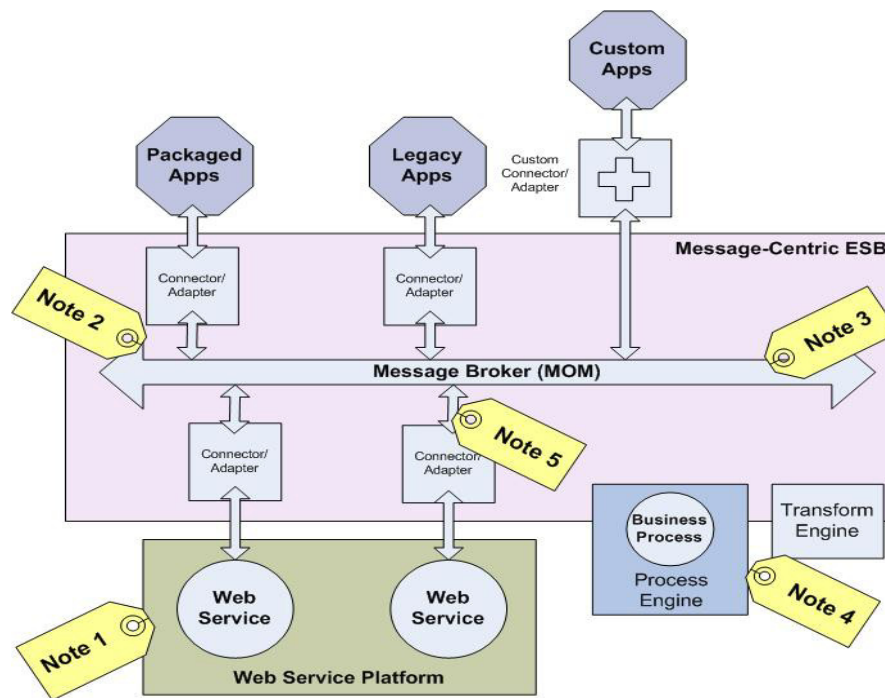 Custom
Apps
Packaged
Apps
Legacy
Apps
Custom
Connector/
Adapter
Message-Centric ESB
Connector/
Adapter
Connector/
Adapter
Note 2
Note 3
Message Broker (MOM)
Connector/
Adapter
Connector/
Adapter
Note 5
Business
Process
Process
Engine
Transform
Engine
Note 4
Web
Service
Web
Service
Note 1
Web Service Platform